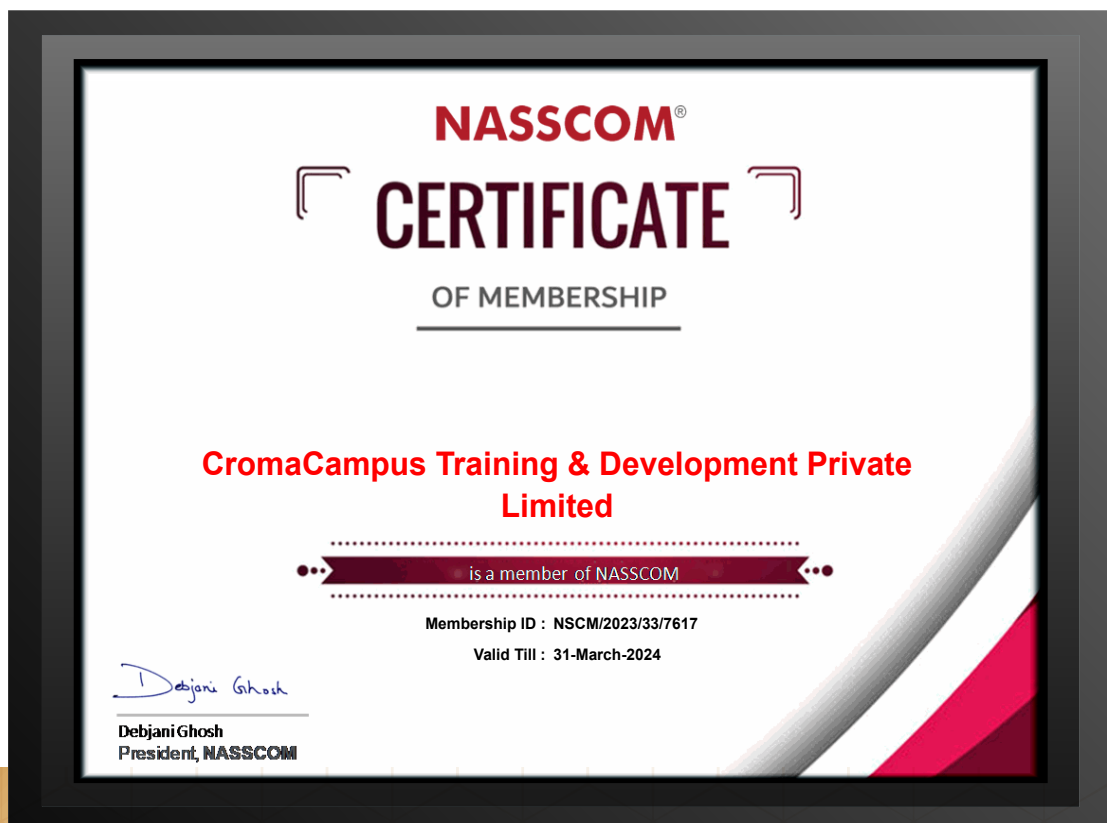 NASSCOM®
CERTIFICATE
OF MEMBERSHIP
CromaCampus Training & Development Private
Limited
is a member of NASSCOM
Membership ID : NSCM/2023/33/7617
Valid Till : 31-March-2024
Debjani Ghosh
Debjani Ghosh
President, NASSCOM